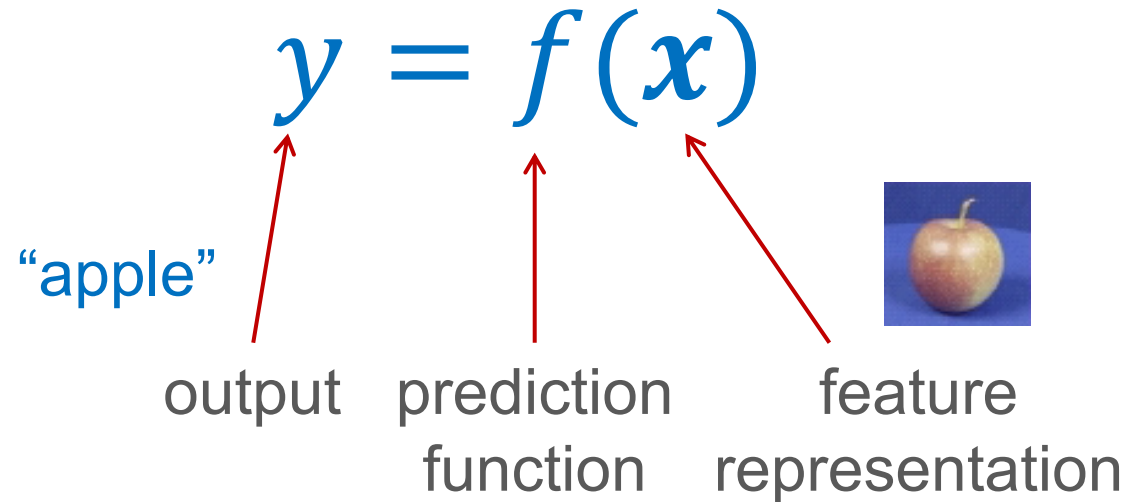 y = f(x)
“apple”
output prediction function feature representation